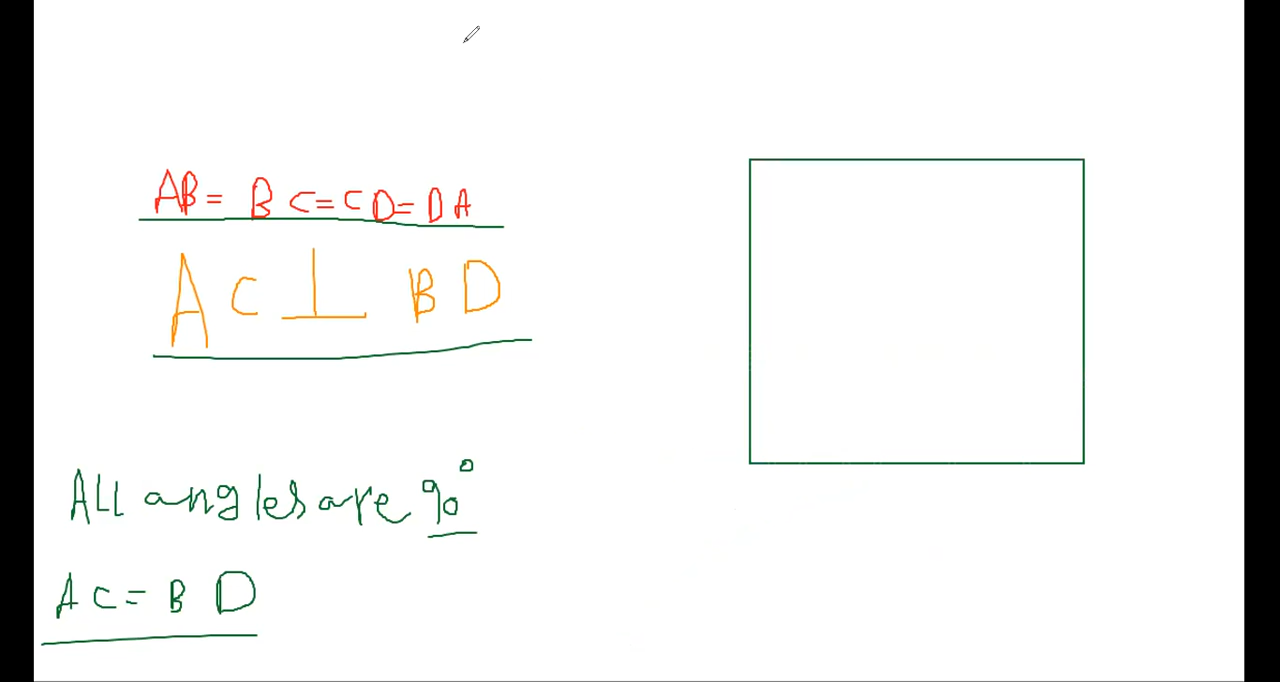 AB = BC = CD = DA
AC ⊥ BD
All angles are 90°
AC = BD